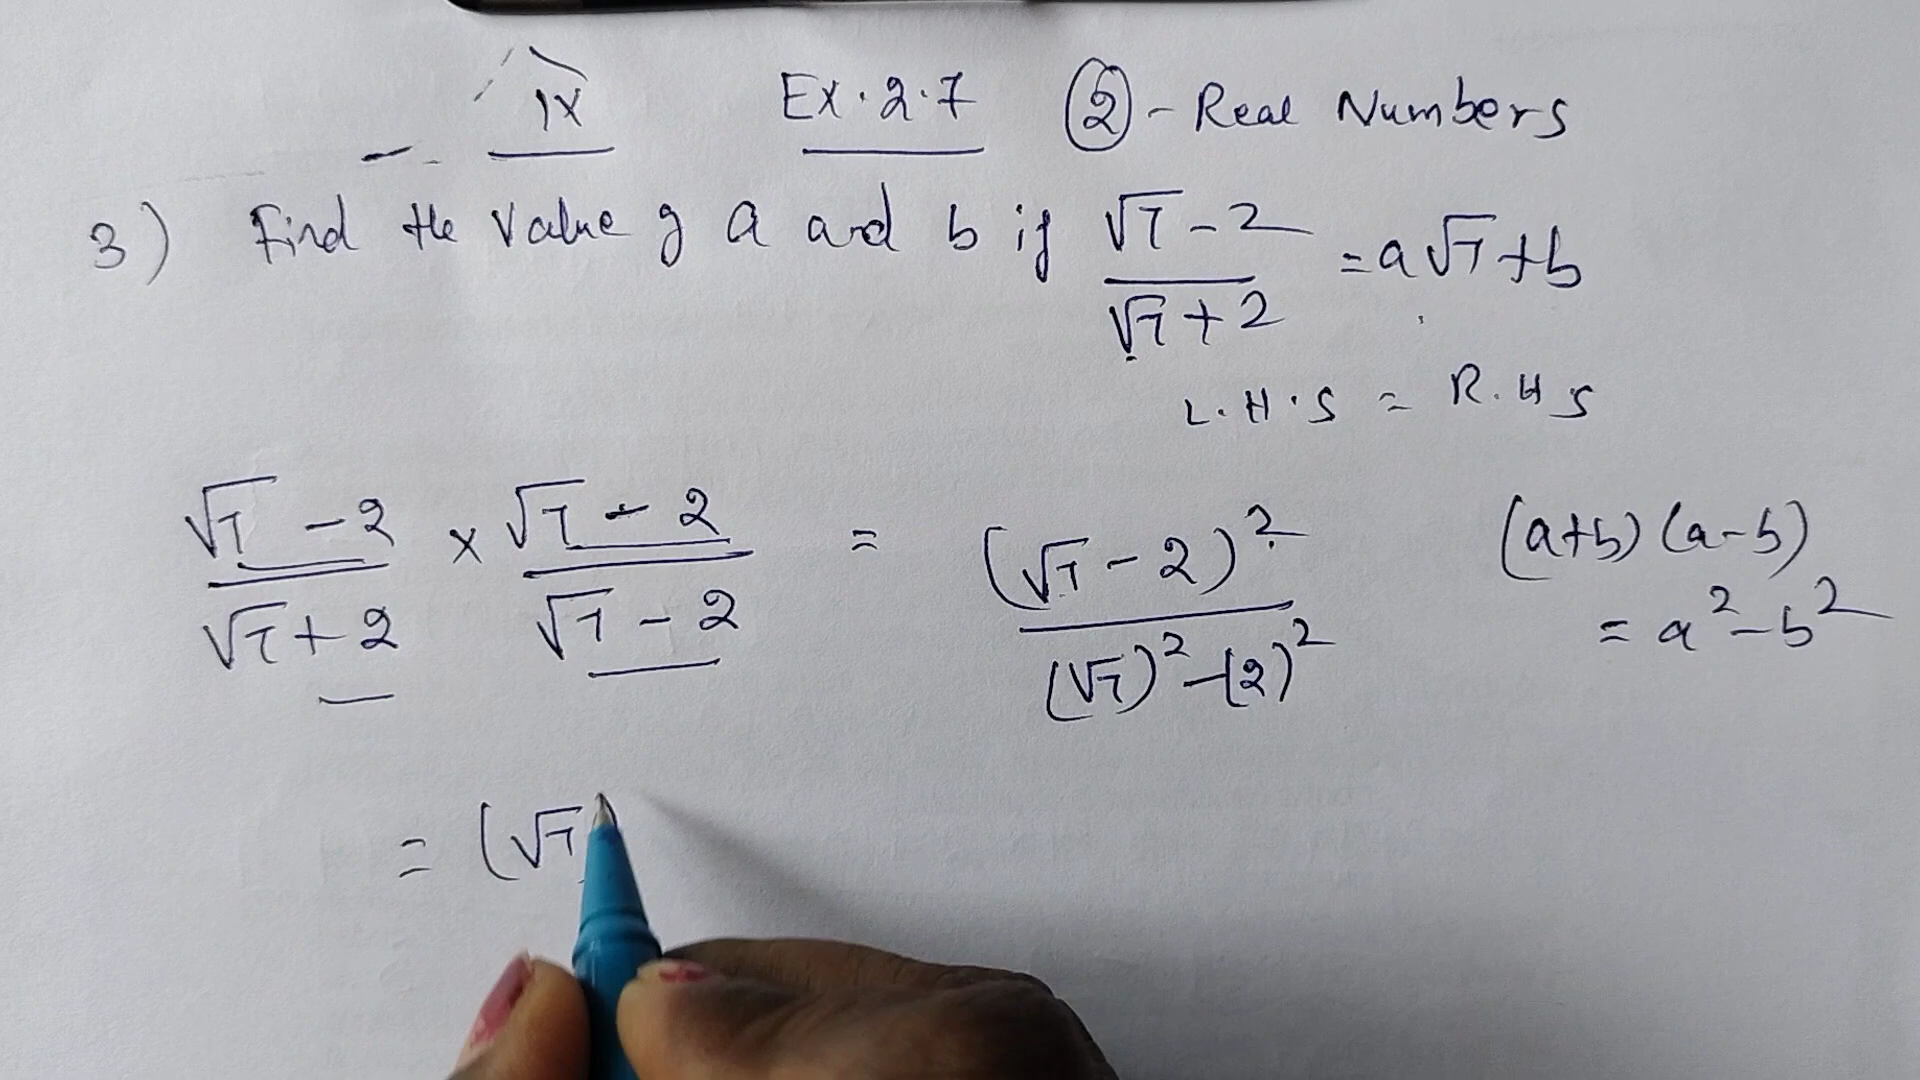 IX Ex.2.7 ②-Real Numbers
3) Find the value of a and b if (√7-2)/(√7+2) = a√7+b
L.H.S = R.H.S
(√7-2)/(√7+2) × (√7-2)/(√7-2) = (√7-2)²/((√7)²-(2)²) (a+b)(a-b)
= a²-b²
= (√7)